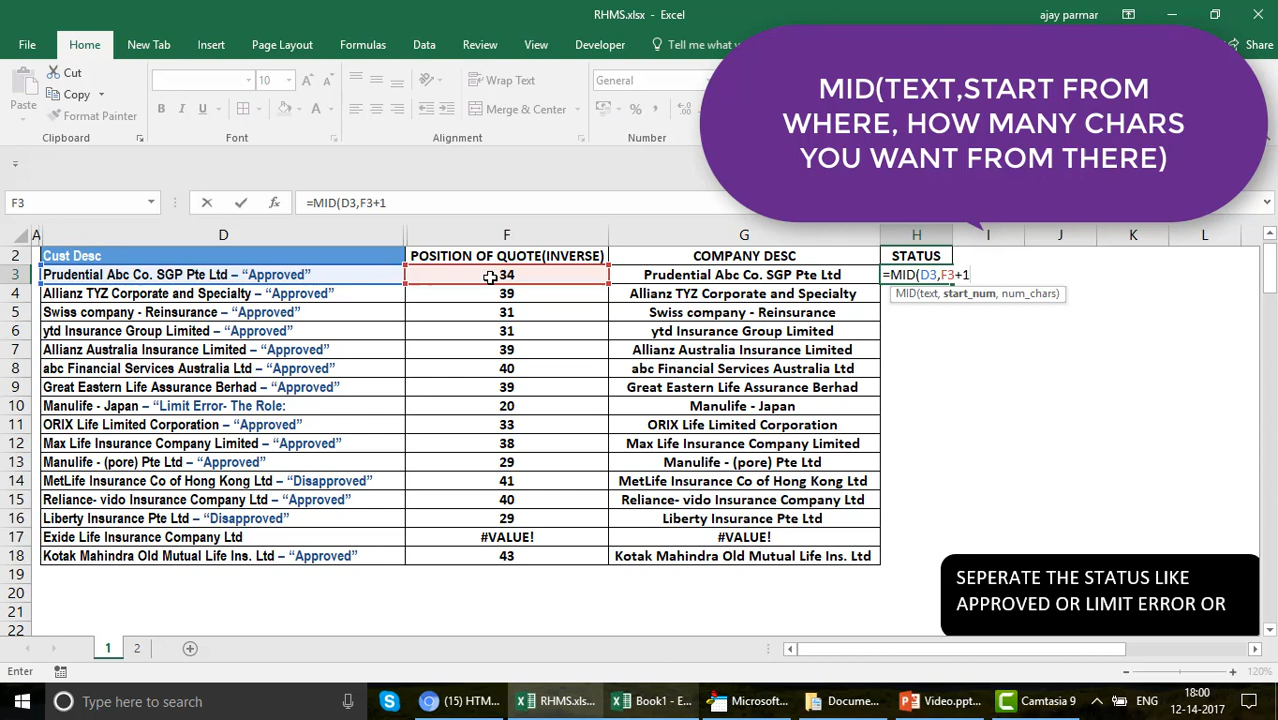 RHMS.xlsx - Excel
ajay parmar
File Home New Tab Insert Page Layout Formulas Data Review View Developer Tell me what Share
Cut
Copy
Format Painter
Paste
Clipboard
10
A A
B I U
Font
Wrap Text
Merge & Center
Alignment
General
%
MID(TEXT,START FROM
WHERE, HOW MANY CHARS
YOU WANT FROM THERE)
F3 fx =MID(D3,F3+1
A D F G H I J K L
2 Cust Desc POSITION OF QUOTE(INVERSE) COMPANY DESC STATUS
3 Prudential Abc Co. SGP Pte Ltd – “Approved” 34 Prudential Abc Co. SGP Pte Ltd =MID(D3,F3+1
MID(text, start_num, num_chars)
4 Allianz TYZ Corporate and Specialty – “Approved” 39 Allianz TYZ Corporate and Specialty
5 Swiss company - Reinsurance – “Approved” 31 Swiss company - Reinsurance
6 ytd Insurance Group Limited – “Approved” 31 ytd Insurance Group Limited
7 Allianz Australia Insurance Limited – “Approved” 39 Allianz Australia Insurance Limited
8 abc Financial Services Australia Ltd – “Approved” 40 abc Financial Services Australia Ltd
9 Great Eastern Life Assurance Berhad – “Approved” 39 Great Eastern Life Assurance Berhad
10 Manulife - Japan – “Limit Error- The Role: 20 Manulife - Japan
11 ORIX Life Limited Corporation – “Approved” 33 ORIX Life Limited Corporation
12 Max Life Insurance Company Limited – “Approved” 38 Max Life Insurance Company Limited
13 Manulife - (pore) Pte Ltd – “Approved” 29 Manulife - (pore) Pte Ltd
14 MetLife Insurance Co of Hong Kong Ltd – “Disapproved” 41 MetLife Insurance Co of Hong Kong Ltd
15 Reliance- vido Insurance Company Ltd – “Approved” 40 Reliance- vido Insurance Company Ltd
16 Liberty Insurance Pte Ltd – “Disapproved” 29 Liberty Insurance Pte Ltd
17 Exide Life Insurance Company Ltd #VALUE! #VALUE!
18 Kotak Mahindra Old Mutual Life Ins. Ltd – “Approved” 43 Kotak Mahindra Old Mutual Life Ins. Ltd
19
20
21
22
SEPERATE THE STATUS LIKE
APPROVED OR LIMIT ERROR OR
1 2
Enter
120%
Type here to search
(15) HTM...
RHMS.xls...
Book1 - E...
Microsoft...
Docume...
Video.ppt...
Camtasia 9
ENG
18:00
12-14-2017